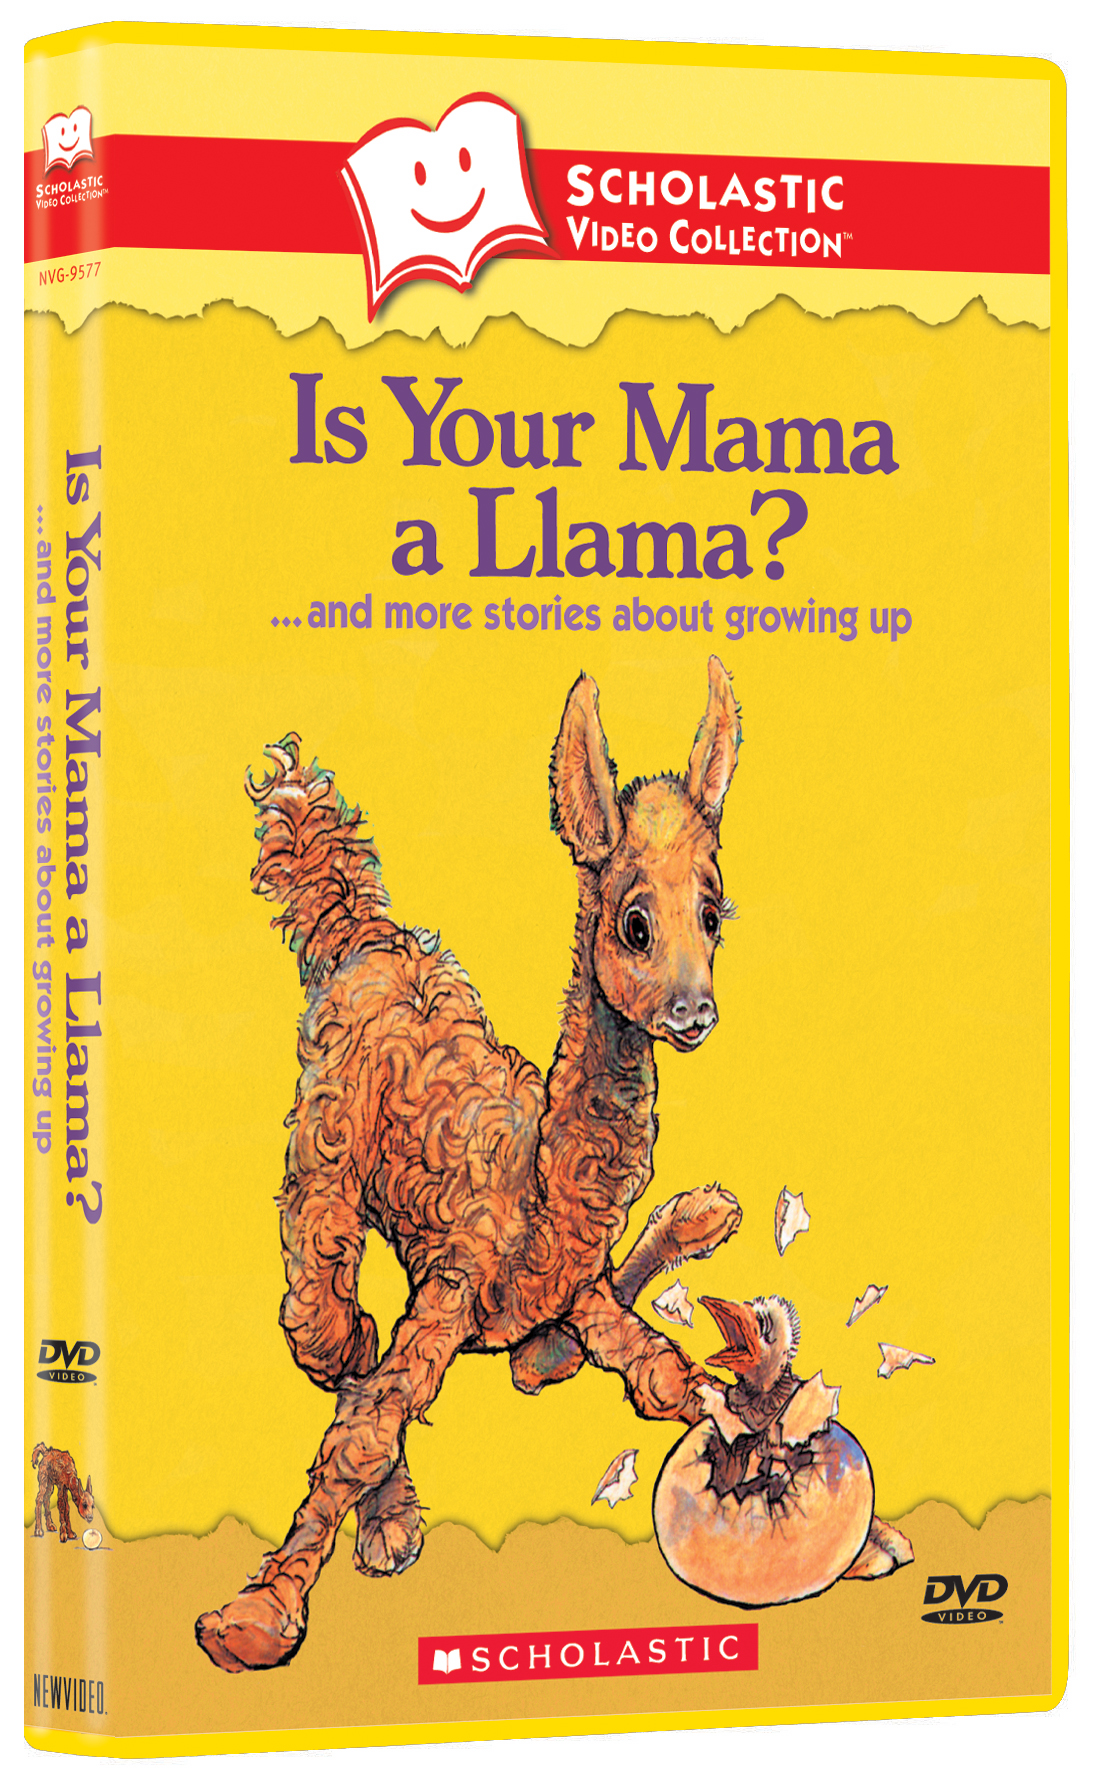 SCHOLASTIC
VIDEO COLLECTION™
NVG-9577
Is Your Mama a Llama?
...and more stories about growing up
DVD
VIDEO
NEWVIDEO
SCHOLASTIC
VIDEO COLLECTION™
Is Your Mama
a Llama?
...and more stories about growing up
DVD
VIDEO
SCHOLASTIC